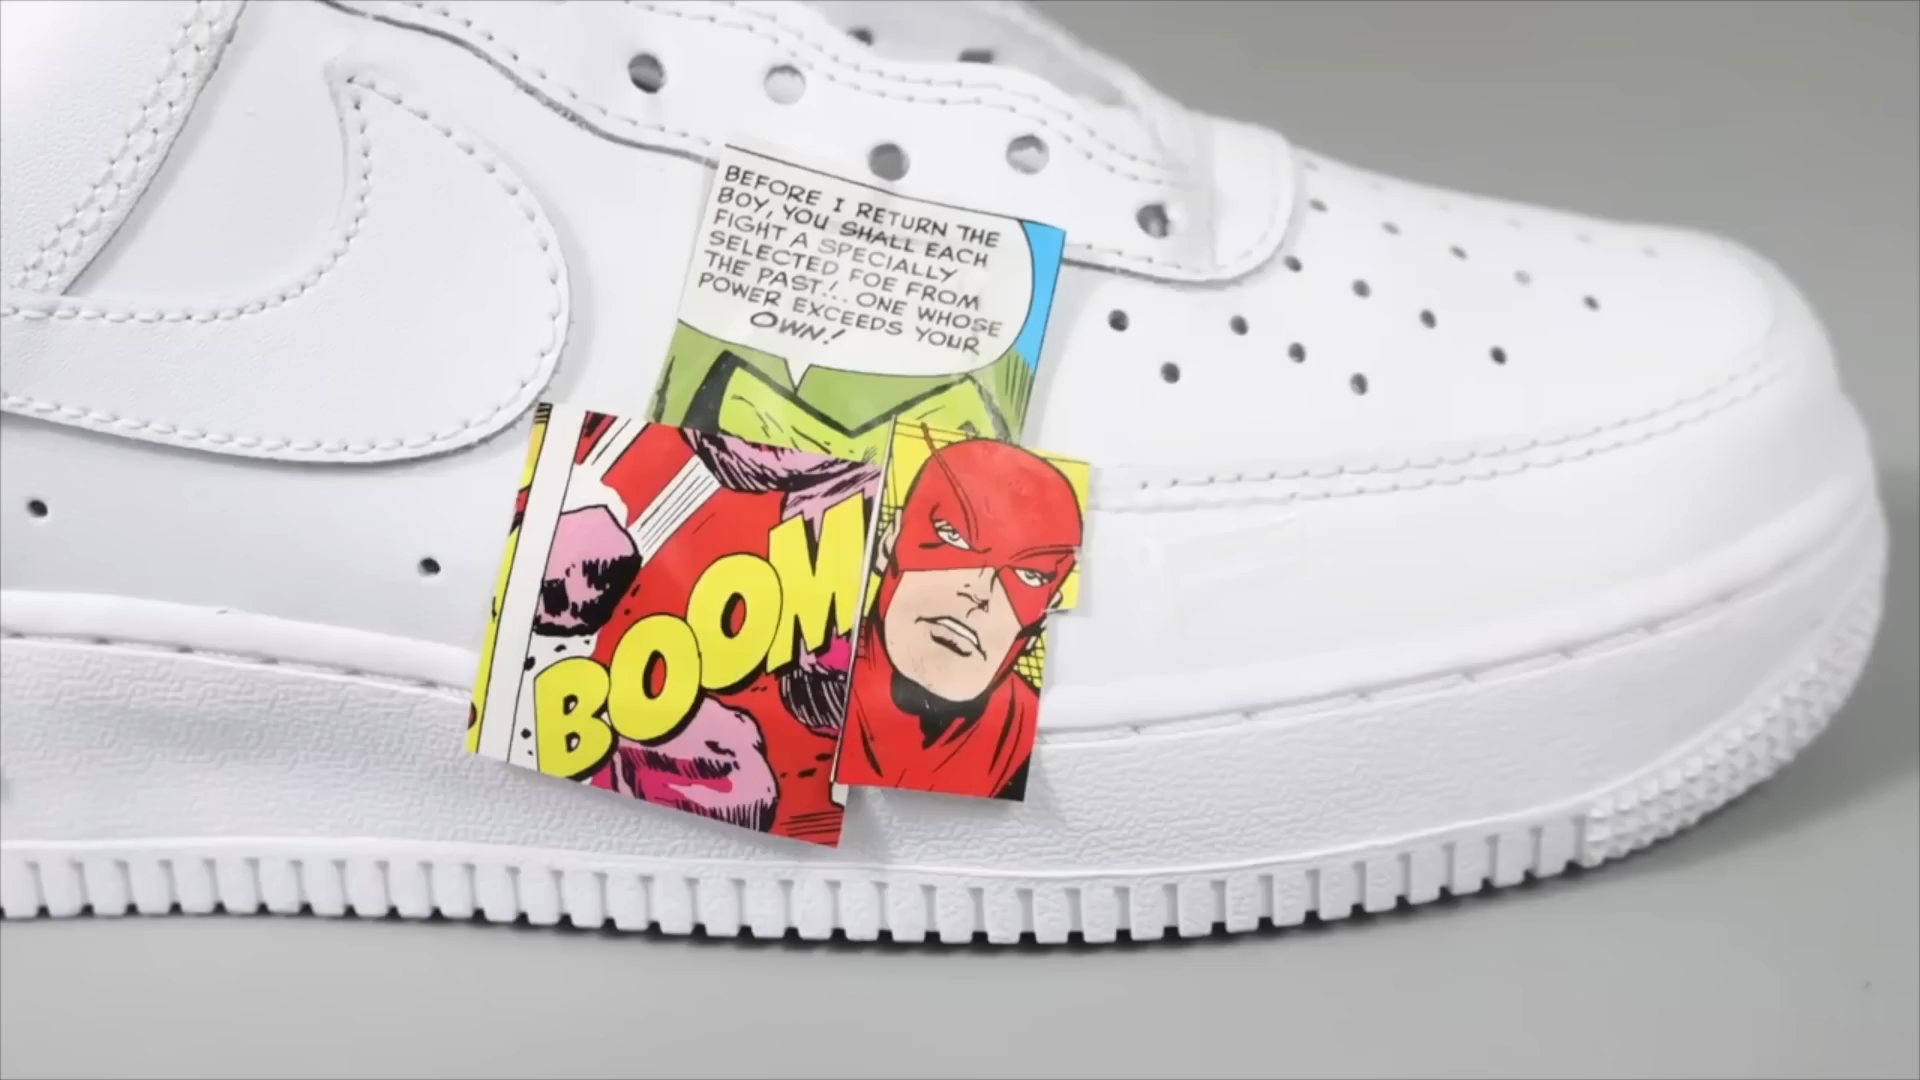 BEFORE I RETURN THE
BOY, YOU SHALL EACH
FIGHT A SPECIALLY
SELECTED FOE FROM
THE PAST!... ONE WHOSE
POWER EXCEEDS YOUR
OWN!
BOOM